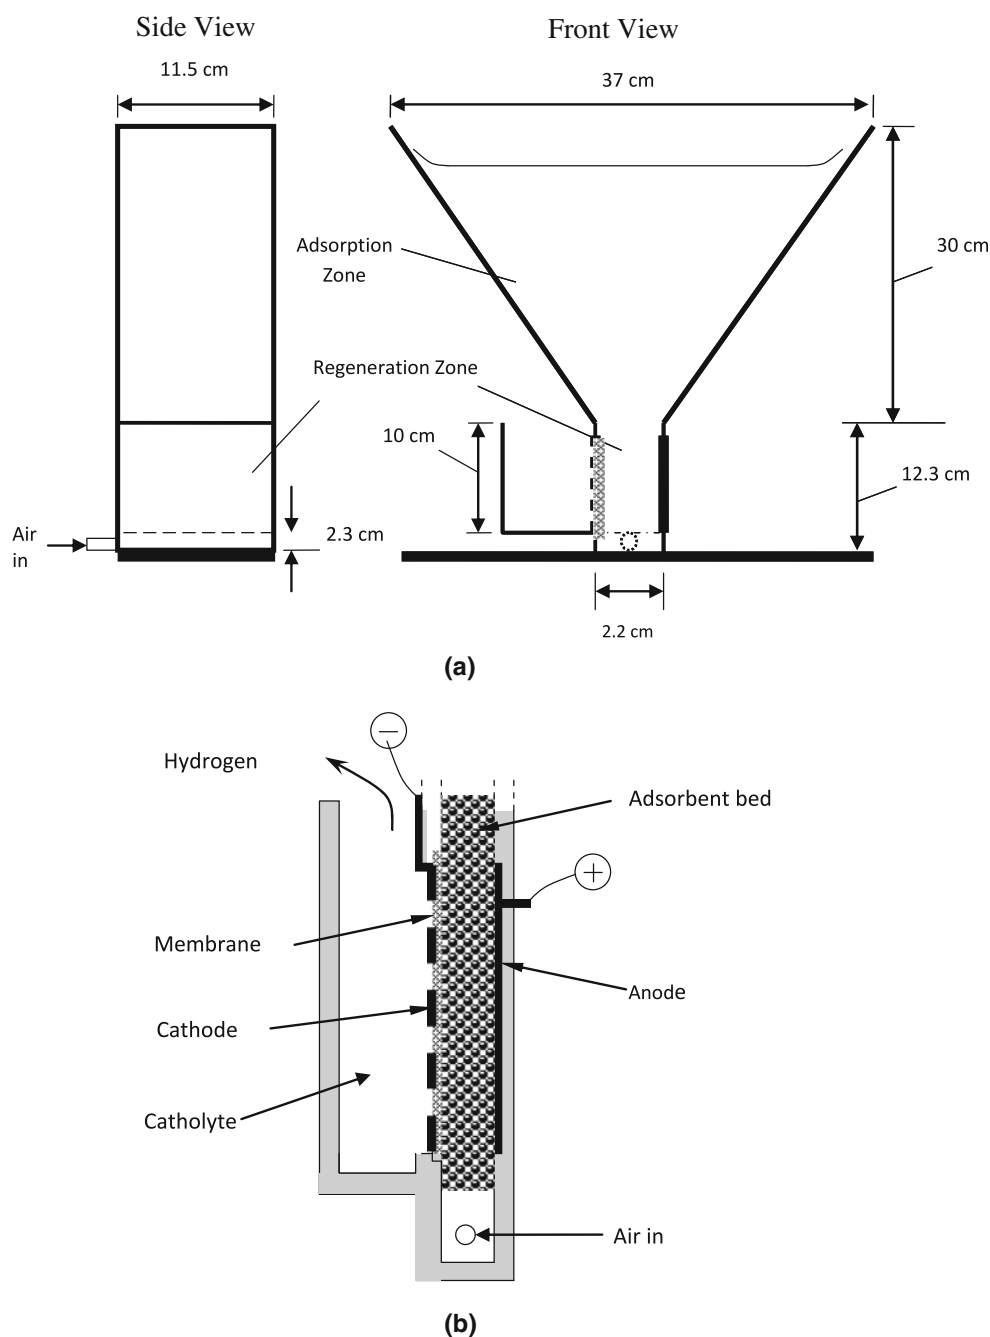 Side View
Front View
11.5 cm
37 cm
Adsorption
Zone
30 cm
Regeneration Zone
10 cm
12.3 cm
Air
in
2.3 cm
2.2 cm
(a)
−
Hydrogen
Adsorbent bed
+
Membrane
Anode
Cathode
Catholyte
Air in
(b)